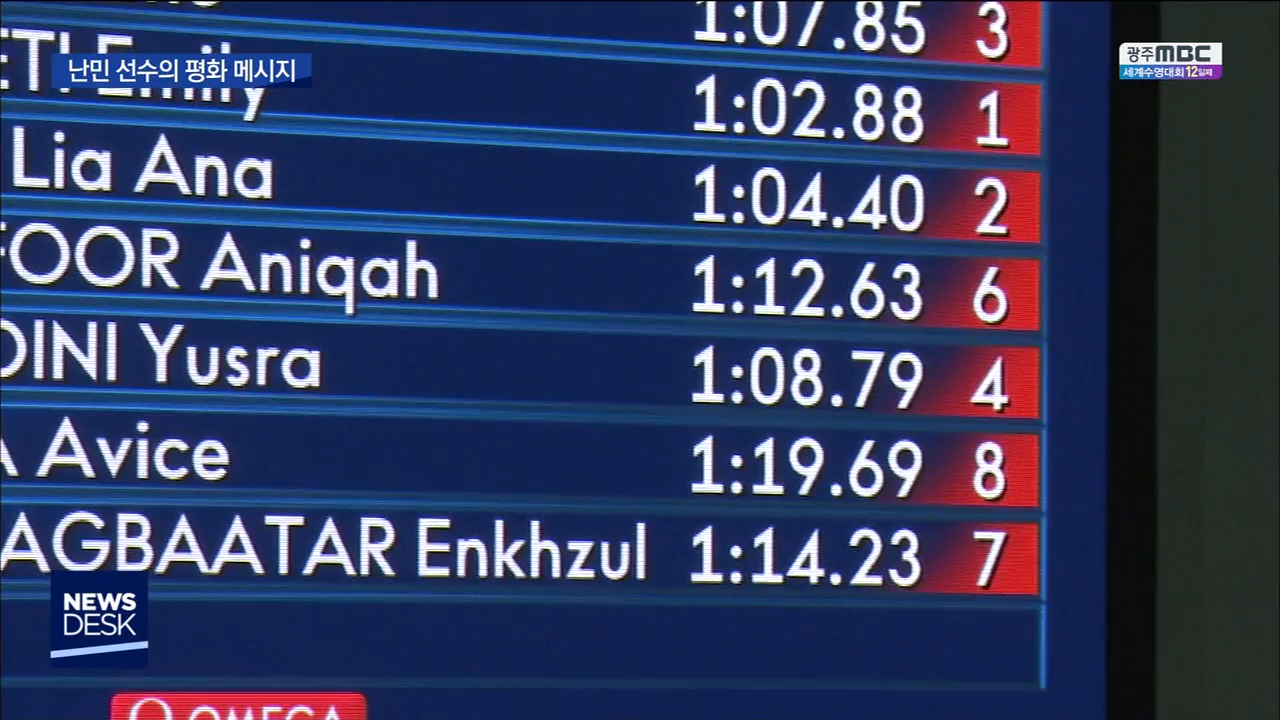 1:07.85 3
난민 선수의 평화 메시지
광주MBC
세계수영대회 12일째
Emily 1:02.88 1
Lia Ana 1:04.40 2
FOOR Aniqah 1:12.63 6
DINI Yusra 1:08.79 4
A Avice 1:19.69 8
AGBAATAR Enkhzul 1:14.23 7
NEWS
DESK
OMEGA